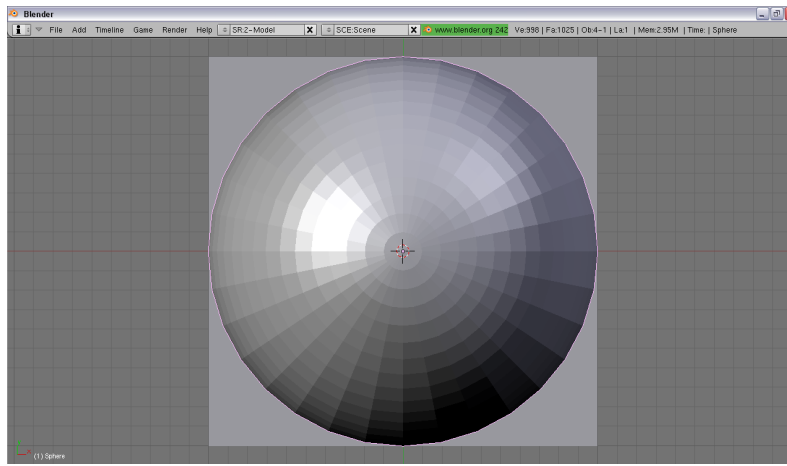 Blender
File Add Timeline Game Render Help SR:2-Model X SCE:Scene X www.blender.org 242 Ve:998 | Fa:1025 | Ob:4-1 | La:1 | Mem:2.95M | Time: | Sphere
(1) Sphere